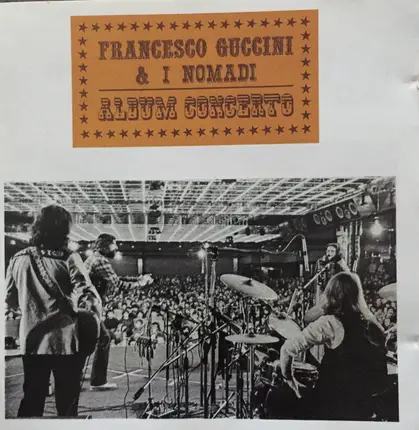 FRANCESCO GUCCINI
& I NOMADI
ALBUM CONCERTO